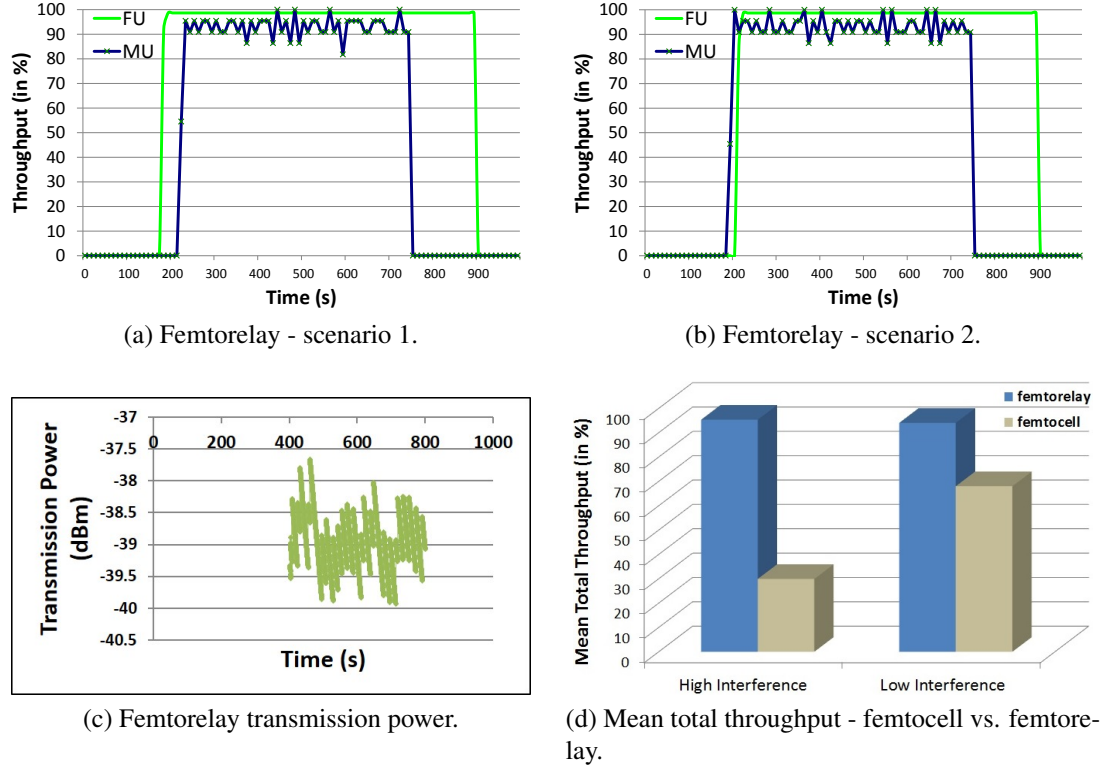 FU
MU
Throughput (in %)
100
90
80
70
60
50
40
30
20
10
0
0 100 200 300 400 500 600 700 800 900
Time (s)
(a) Femtorelay - scenario 1.
FU
MU
Throughput (in %)
100
90
80
70
60
50
40
30
20
10
0
0 100 200 300 400 500 600 700 800 900
Time (s)
(b) Femtorelay - scenario 2.
Transmission Power
(dBm)
-37
-37.5
-38
-38.5
-39
-39.5
-40
-40.5
0 200 400 600 800 1000
Time (s)
(c) Femtorelay transmission power.
femtorelay
femtocell
Mean Total Throughput (in %)
100
90
80
70
60
50
40
30
20
10
0
High Interference Low Interference
(d) Mean total throughput - femtocell vs. femtore-
lay.